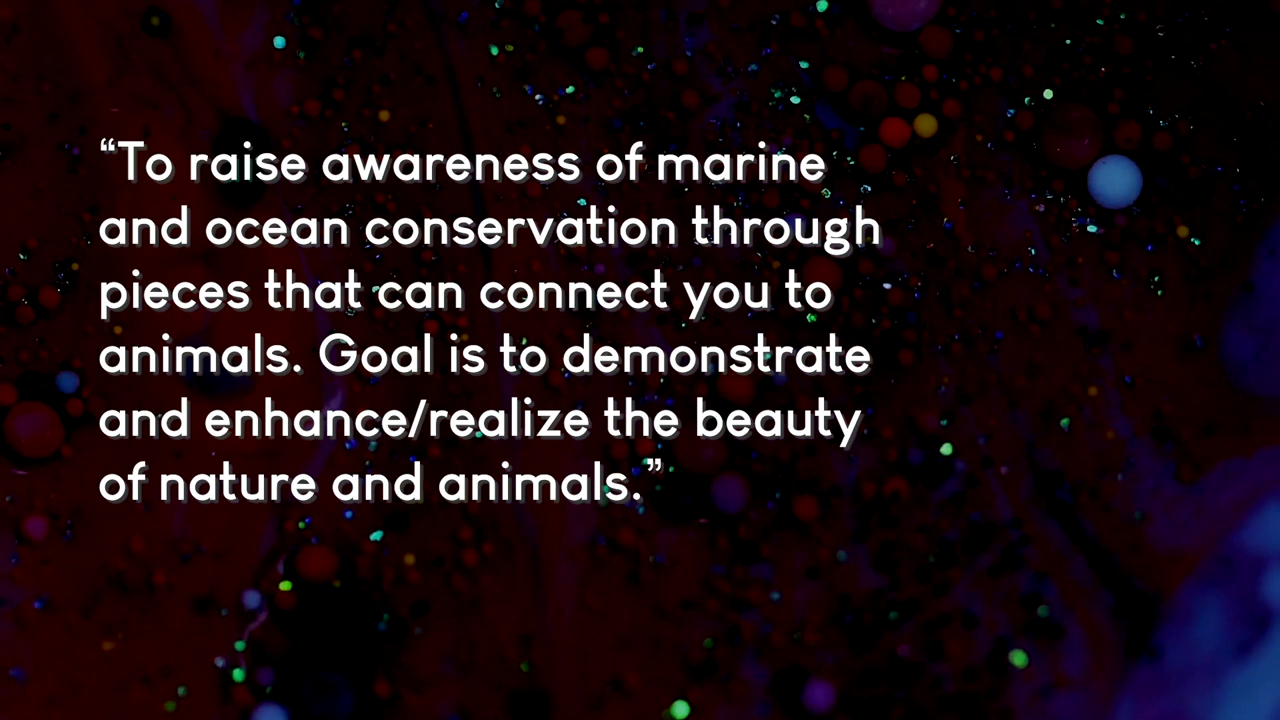 “To raise awareness of marine
and ocean conservation through
pieces that can connect you to
animals. Goal is to demonstrate
and enhance/realize the beauty
of nature and animals.”